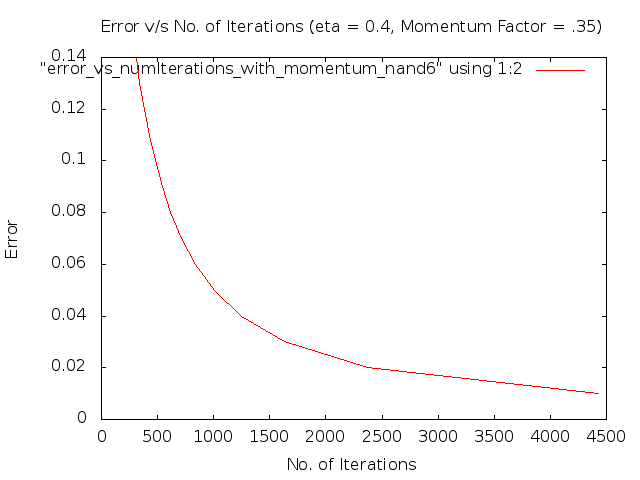 Error v/s No. of Iterations (eta = 0.4, Momentum Factor = .35)
"error_vs_numIterations_with_momentum_nand6" using 1:2
0.14
0.12
0.1
0.08
0.06
0.04
0.02
0
Error
0 500 1000 1500 2000 2500 3000 3500 4000 4500
No. of Iterations